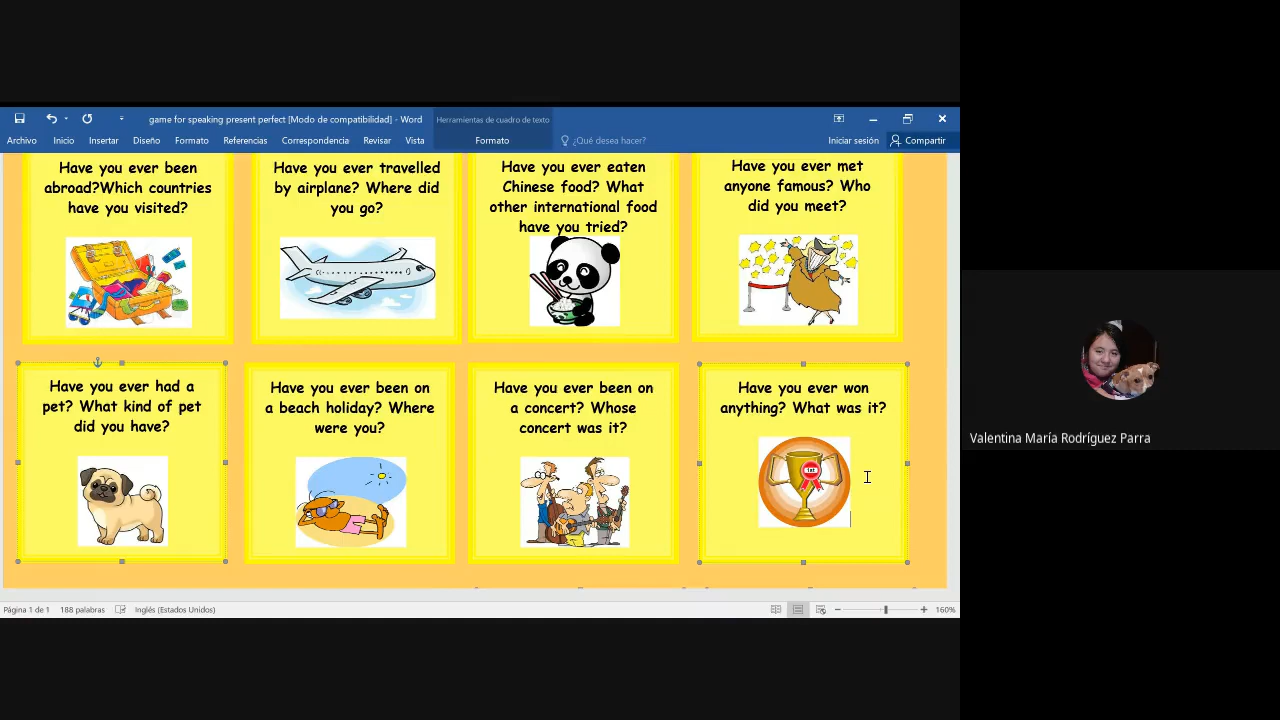 game for speaking present perfect [Modo de compatibilidad] - Word
Herramientas de cuadro de texto
Archivo
Inicio
Insertar
Diseño
Formato
Referencias
Correspondencia
Revisar
Vista
Formato
¿Qué desea hacer?
Iniciar sesión
Compartir
Have you ever been
abroad?Which countries
have you visited?
Have you ever travelled
by airplane? Where did
you go?
Have you ever eaten
Chinese food? What
other international food
have you tried?
Have you ever met
anyone famous? Who
did you meet?
Have you ever had a
pet? What kind of pet
did you have?
Have you ever been on
a beach holiday? Where
were you?
Have you ever been on
a concert? Whose
concert was it?
Have you ever won
anything? What was it?
1st
Valentina María Rodríguez Parra
Página 1 de 1
188 palabras
Inglés (Estados Unidos)
160%